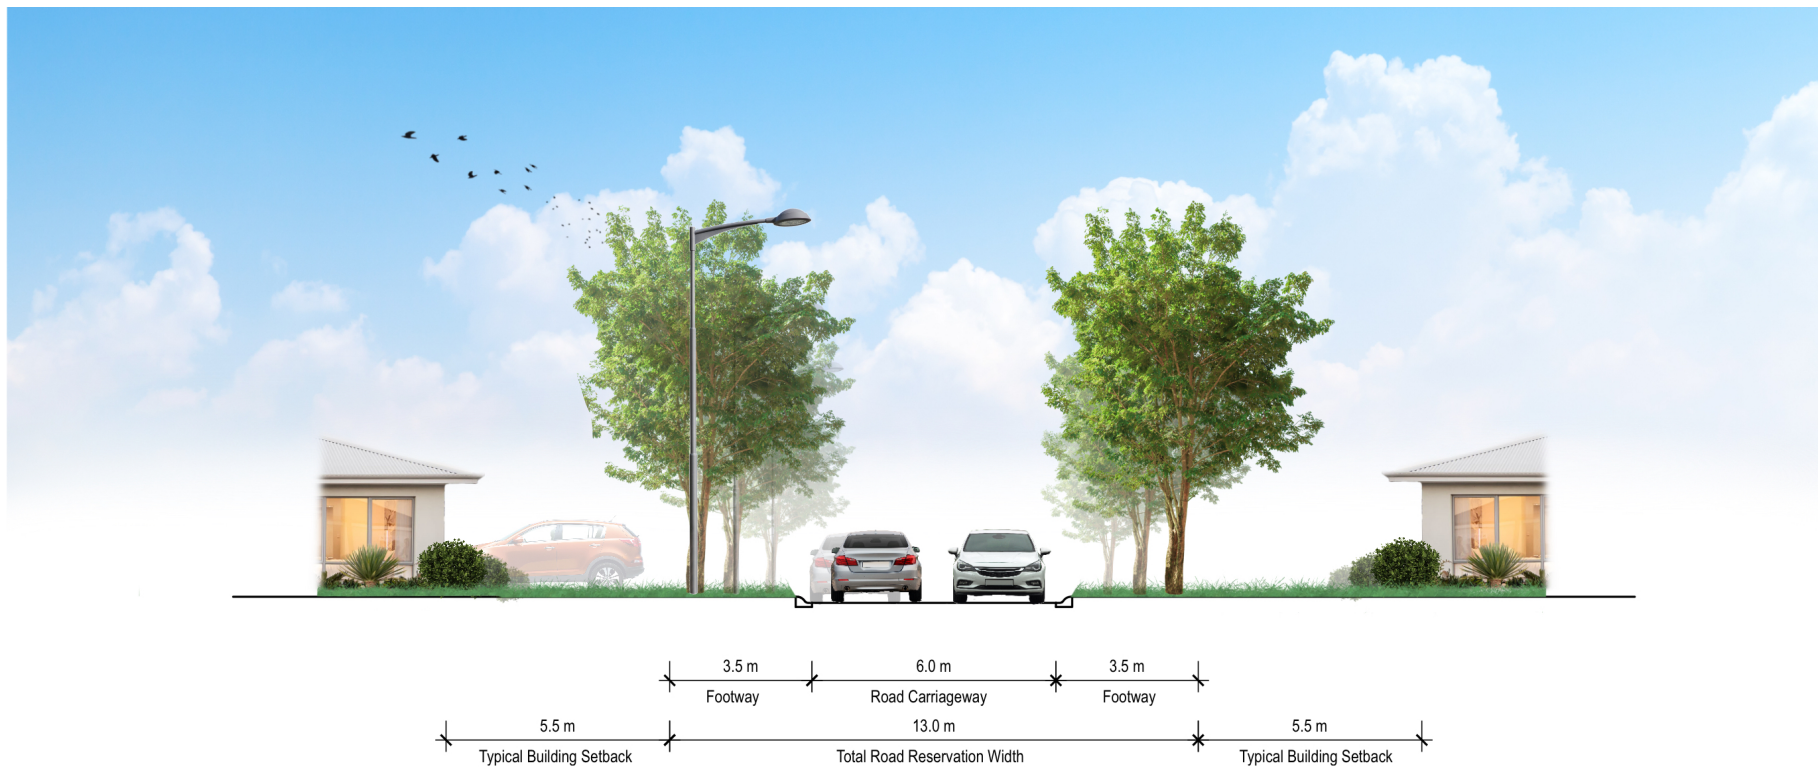 3.5 m
6.0 m
3.5 m
Footway
Road Carriageway
Footway
5.5 m
13.0 m
5.5 m
Typical Building Setback
Total Road Reservation Width
Typical Building Setback